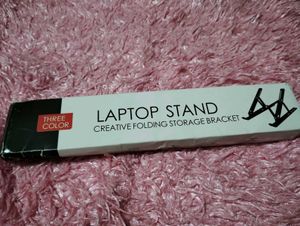 THREE
COLOR
LAPTOP STAND
CREATIVE FOLDING STORAGE BRACKET